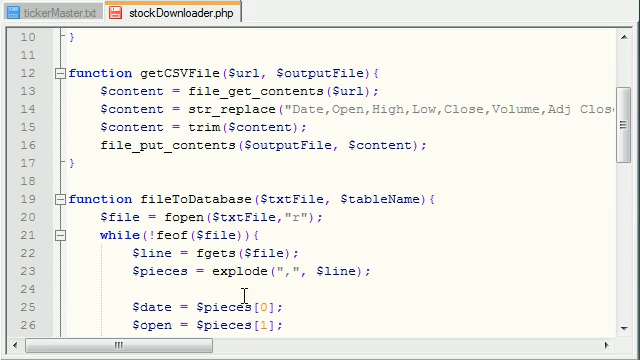 tickerMaster.txt stockDownloader.php
10 }
11
12 function getCSVFile($url, $outputFile){
13 $content = file_get_contents($url);
14 $content = str_replace("Date,Open,High,Low,Close,Volume,Adj Close
15 $content = trim($content);
16 file_put_contents($outputFile, $content);
17 }
18
19 function fileToDatabase($txtFile, $tableName){
20 $file = fopen($txtFile,"r");
21 while(!feof($file)){
22 $line = fgets($file);
23 $pieces = explode(",", $line);
24
25 $date = $pieces[0];
26 $open = $pieces[1];